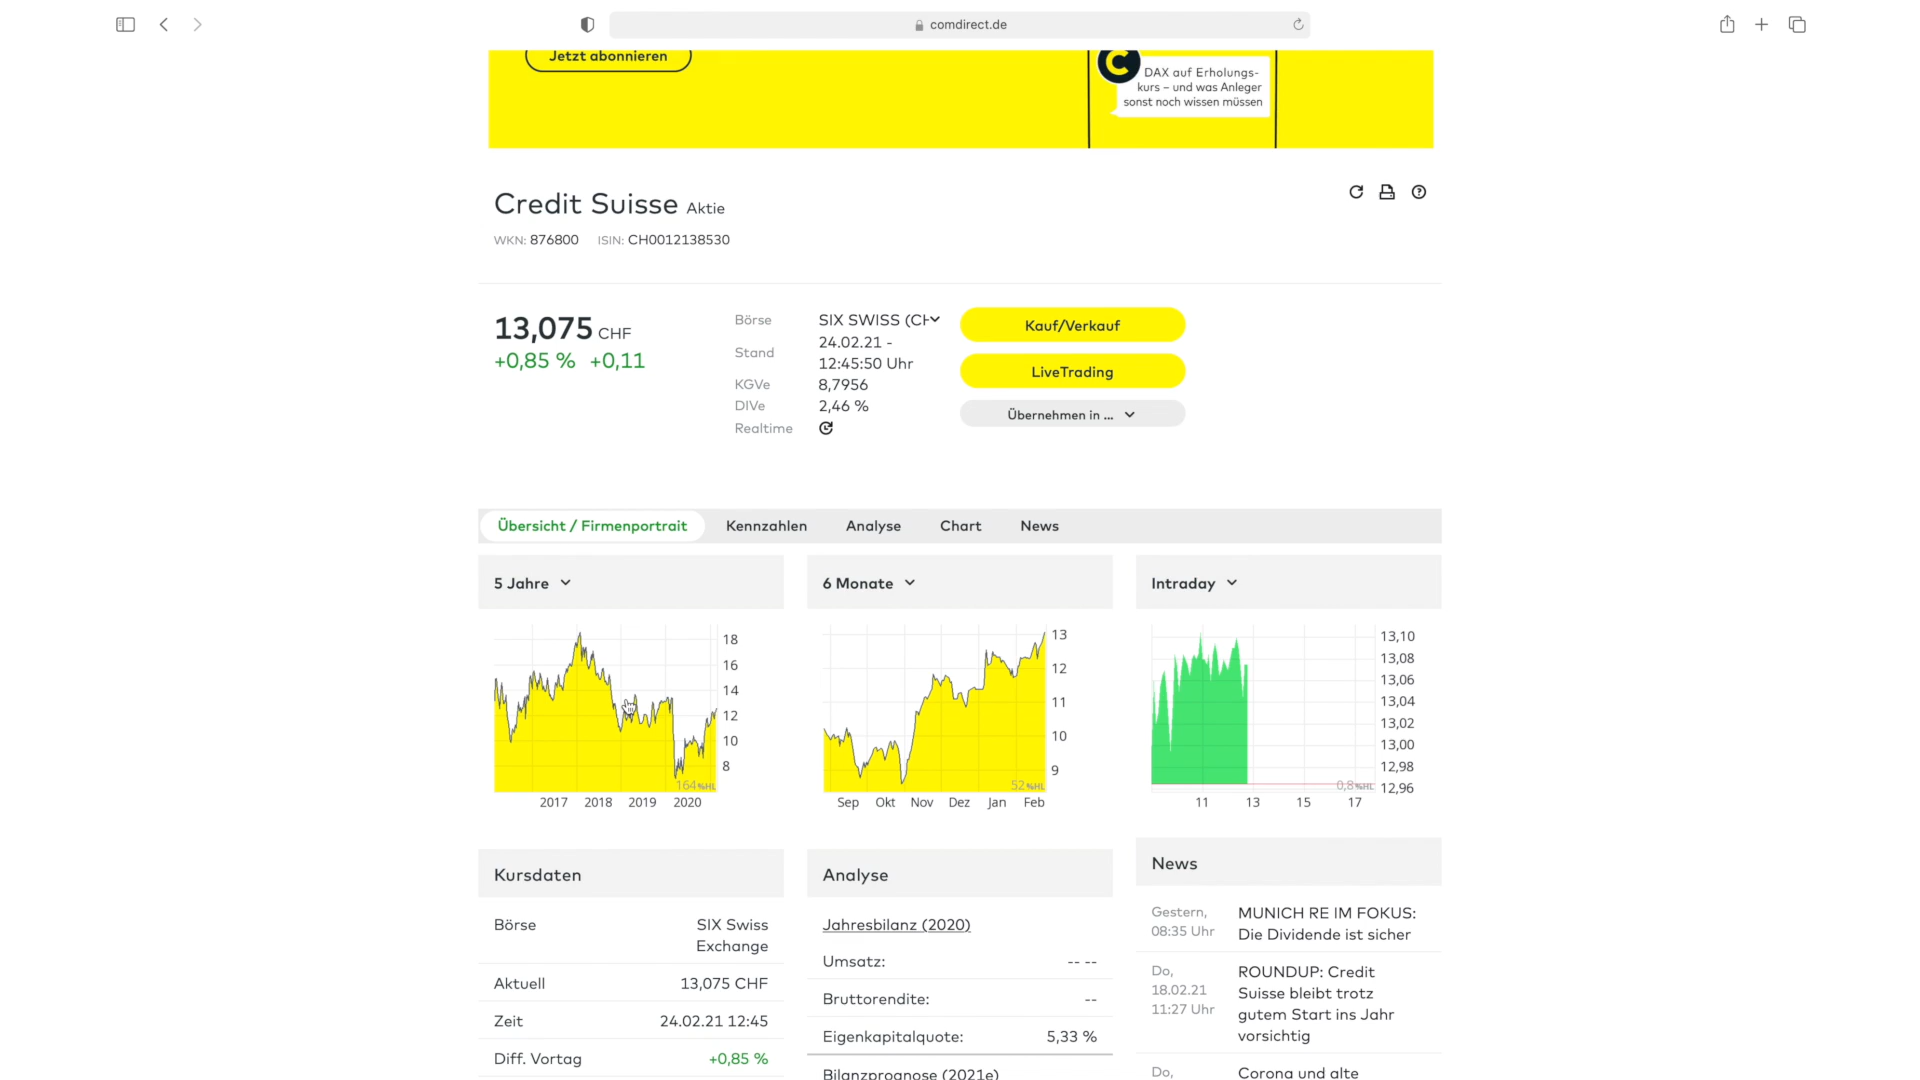 comdirect.de
Jetzt abonnieren
C
DAX auf Erholungs-
kurs – und was Anleger
sonst noch wissen müssen
Credit Suisse Aktie
WKN: 876800 ISIN: CH0012138530
13,075 CHF
+0,85 % +0,11
Börse SIX SWISS (CH
Stand 24.02.21 -
12:45:50 Uhr
KGVe 8,7956
DIVe 2,46 %
Realtime
Kauf/Verkauf
LiveTrading
Übernehmen in ...
Übersicht / Firmenportrait Kennzahlen Analyse Chart News
5 Jahre
18
16
14
12
10
8
164%HL
2017 2018 2019 2020
6 Monate
13
12
11
10
9
52%HL
Sep Okt Nov Dez Jan Feb
Intraday
13,10
13,08
13,06
13,04
13,02
13,00
12,98
12,96
0,8%HL
11 13 15 17
Kursdaten
Börse SIX Swiss
Exchange
Aktuell 13,075 CHF
Zeit 24.02.21 12:45
Diff. Vortag +0,85 %
Analyse
Jahresbilanz (2020)
Umsatz: -- --
Bruttorendite: --
Eigenkapitalquote: 5,33 %
Bilanzprognose (2021e)
News
Gestern,
08:35 Uhr
MUNICH RE IM FOKUS:
Die Dividende ist sicher
Do,
18.02.21
11:27 Uhr
ROUNDUP: Credit
Suisse bleibt trotz
gutem Start ins Jahr
vorsichtig
Do,
Corona und alte